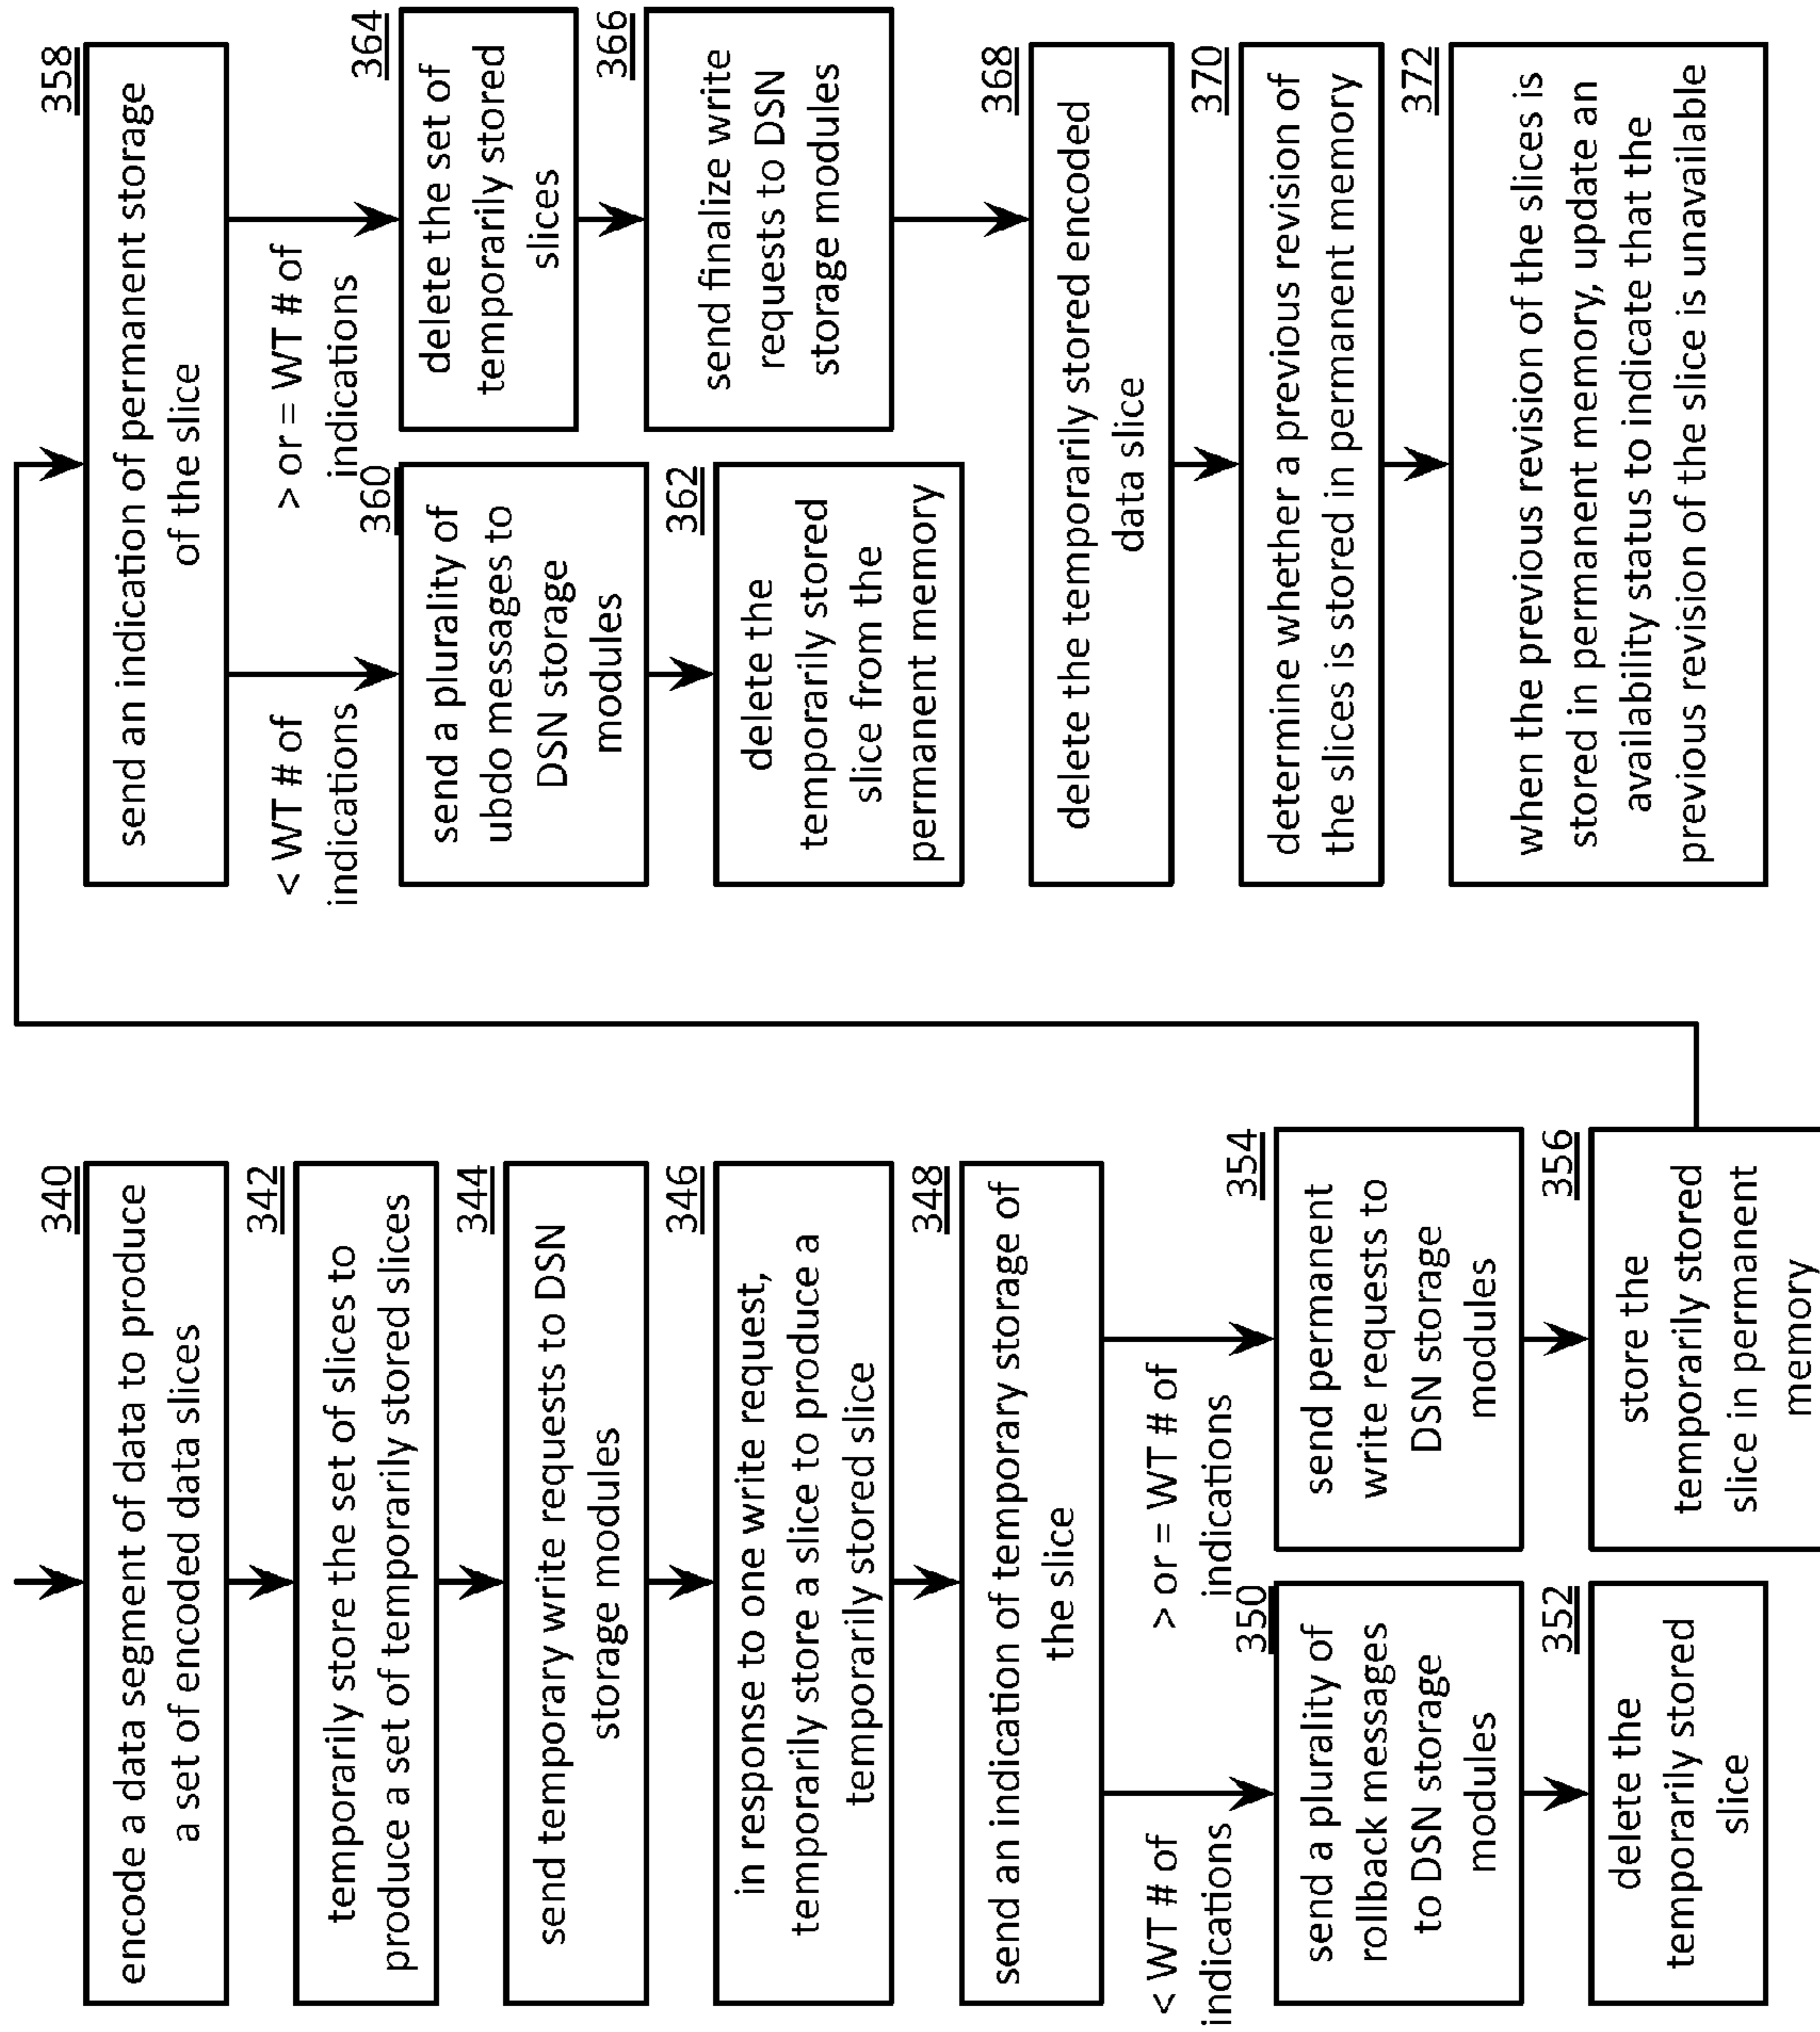 340
encode a data segment of data to produce
a set of encoded data slices
342
temporarily store the set of slices to
produce a set of temporarily stored slices
344
send temporary write requests to DSN
storage modules
346
in response to one write request,
temporarily store a slice to produce a
temporarily stored slice
348
send an indication of temporary storage of
the slice
< WT # of
indications
> or = WT # of
indications
350
send a plurality of
rollback messages
to DSN storage
modules
352
delete the
temporarily stored
slice
354
send permanent
write requests to
DSN storage
modules
356
store the
temporarily stored
slice in permanent
memory
358
send an indication of permanent storage
of the slice
< WT # of
indications
> or = WT # of
indications
360
send a plurality of
ubdo messages to
DSN storage
modules
362
delete the
temporarily stored
slice from the
permanent memory
364
delete the set of
temporarily stored
slices
366
send finalize write
requests to DSN
storage modules
368
delete the temporarily stored encoded
data slice
370
determine whether a previous revision of
the slices is stored in permanent memory
372
when the previous revision of the slices is
stored in permanent memory, update an
availability status to indicate that the
previous revision of the slice is unavailable